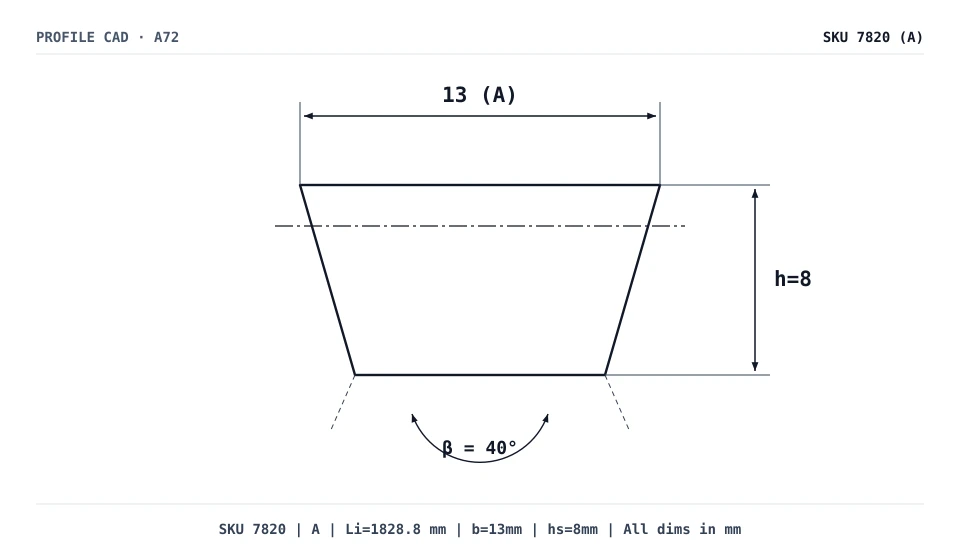 PROFILE CAD · A72
SKU 7820 (A)
13 (A)
h=8
β = 40°
SKU 7820 | A | Li=1828.8 mm | b=13mm | hs=8mm | All dims in mm